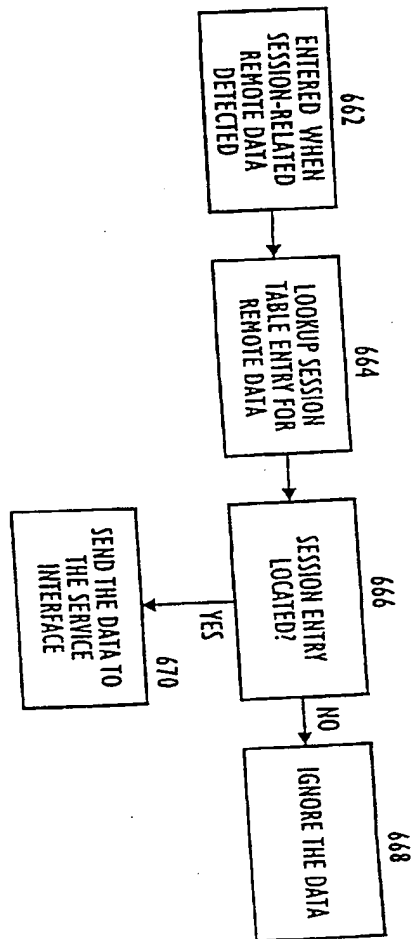 662
ENTERED WHEN
SESSION-RELATED
REMOTE DATA
DETECTED
664
LOOKUP SESSION
TABLE ENTRY FOR
REMOTE DATA
666
SESSION ENTRY
LOCATED?
NO
668
IGNORE THE DATA
YES
670
SEND THE DATA TO
THE SERVICE
INTERFACE